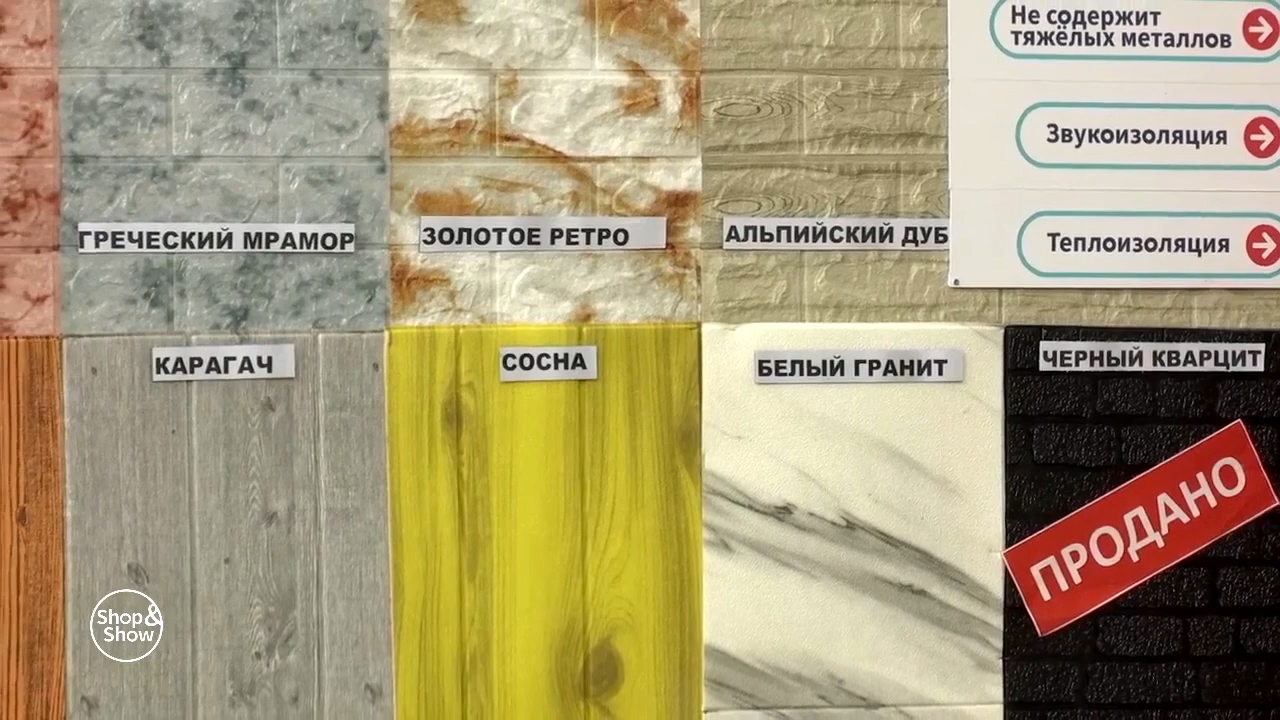 Не содержит
тяжёлых металлов
Звукоизоляция
Теплоизоляция
ГРЕЧЕСКИЙ МРАМОР
ЗОЛОТОЕ РЕТРО
АЛЬПИЙСКИЙ ДУБ
КАРАГАЧ
СОСНА
БЕЛЫЙ ГРАНИТ
ЧЕРНЫЙ КВАРЦИТ
ПРОДАНО
Shop&
Show